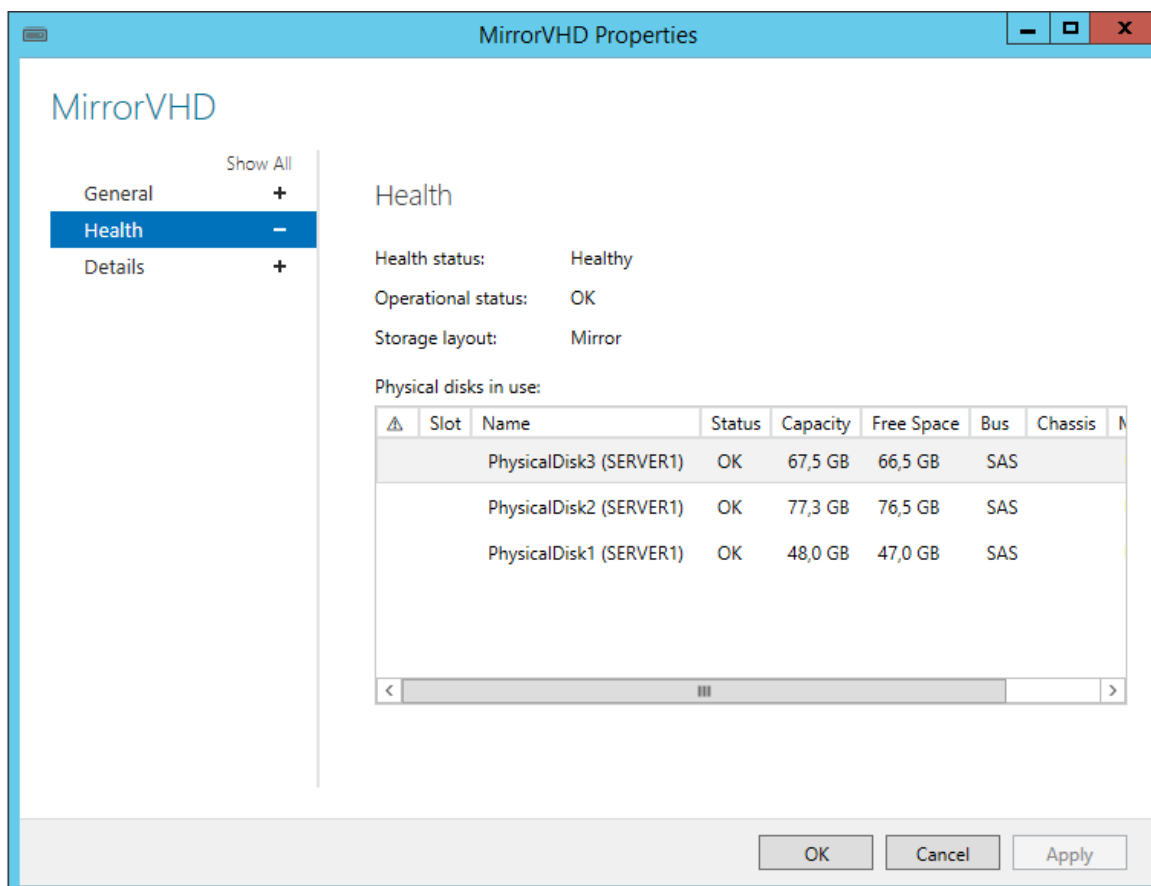 MirrorVHD Properties
MirrorVHD
Show All
General
Health
Details
Health
Health status: Healthy
Operational status: OK
Storage layout: Mirror
Physical disks in use:
Slot Name Status Capacity Free Space Bus Chassis
PhysicalDisk3 (SERVER1) OK 67,5 GB 66,5 GB SAS
PhysicalDisk2 (SERVER1) OK 77,3 GB 76,5 GB SAS
PhysicalDisk1 (SERVER1) OK 48,0 GB 47,0 GB SAS
OK Cancel Apply